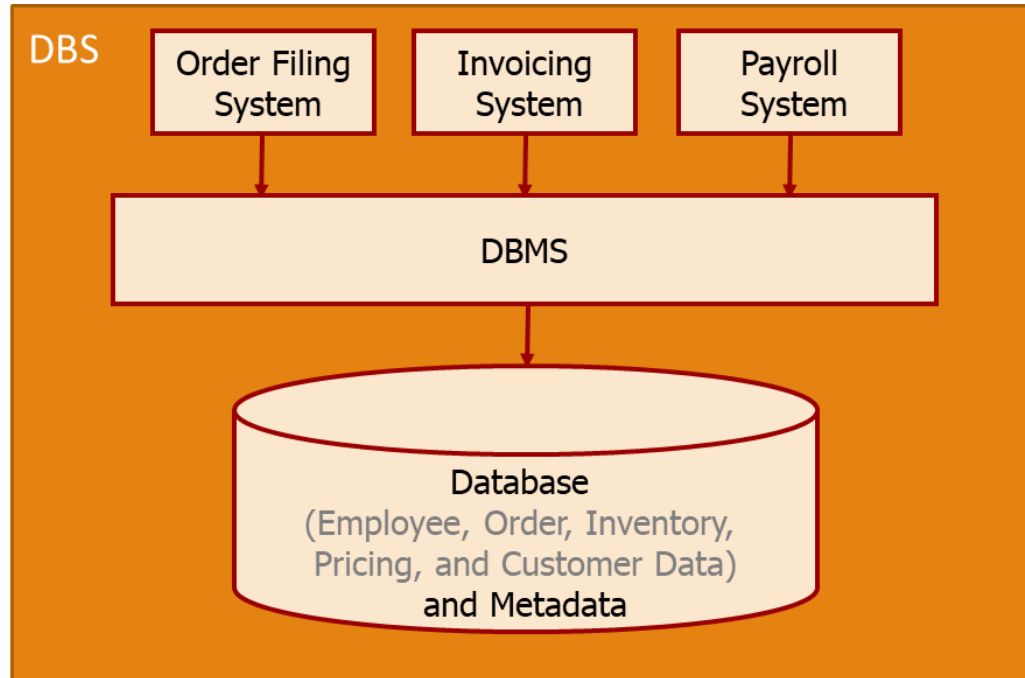 DBS
Order Filing
System
Invoicing
System
Payroll
System
DBMS
Database
(Employee, Order, Inventory,
Pricing, and Customer Data)
and Metadata